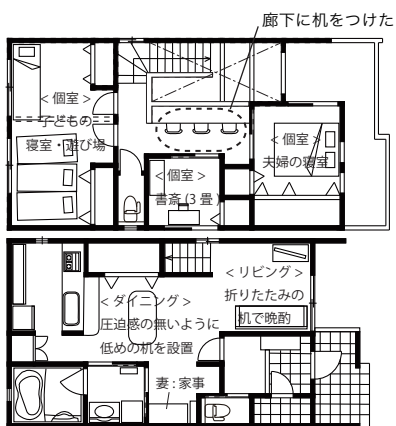 廊下に机をつけた
< 個室 >
子どもの
寝室・遊び場
< 個室 >
夫婦の寝室
< 個室 >
書斎 (3 畳 )
< リビング >
折りたたみの
机で晩酌
< ダイニング >
圧迫感の無いように
低めの机を設置
妻 : 家事